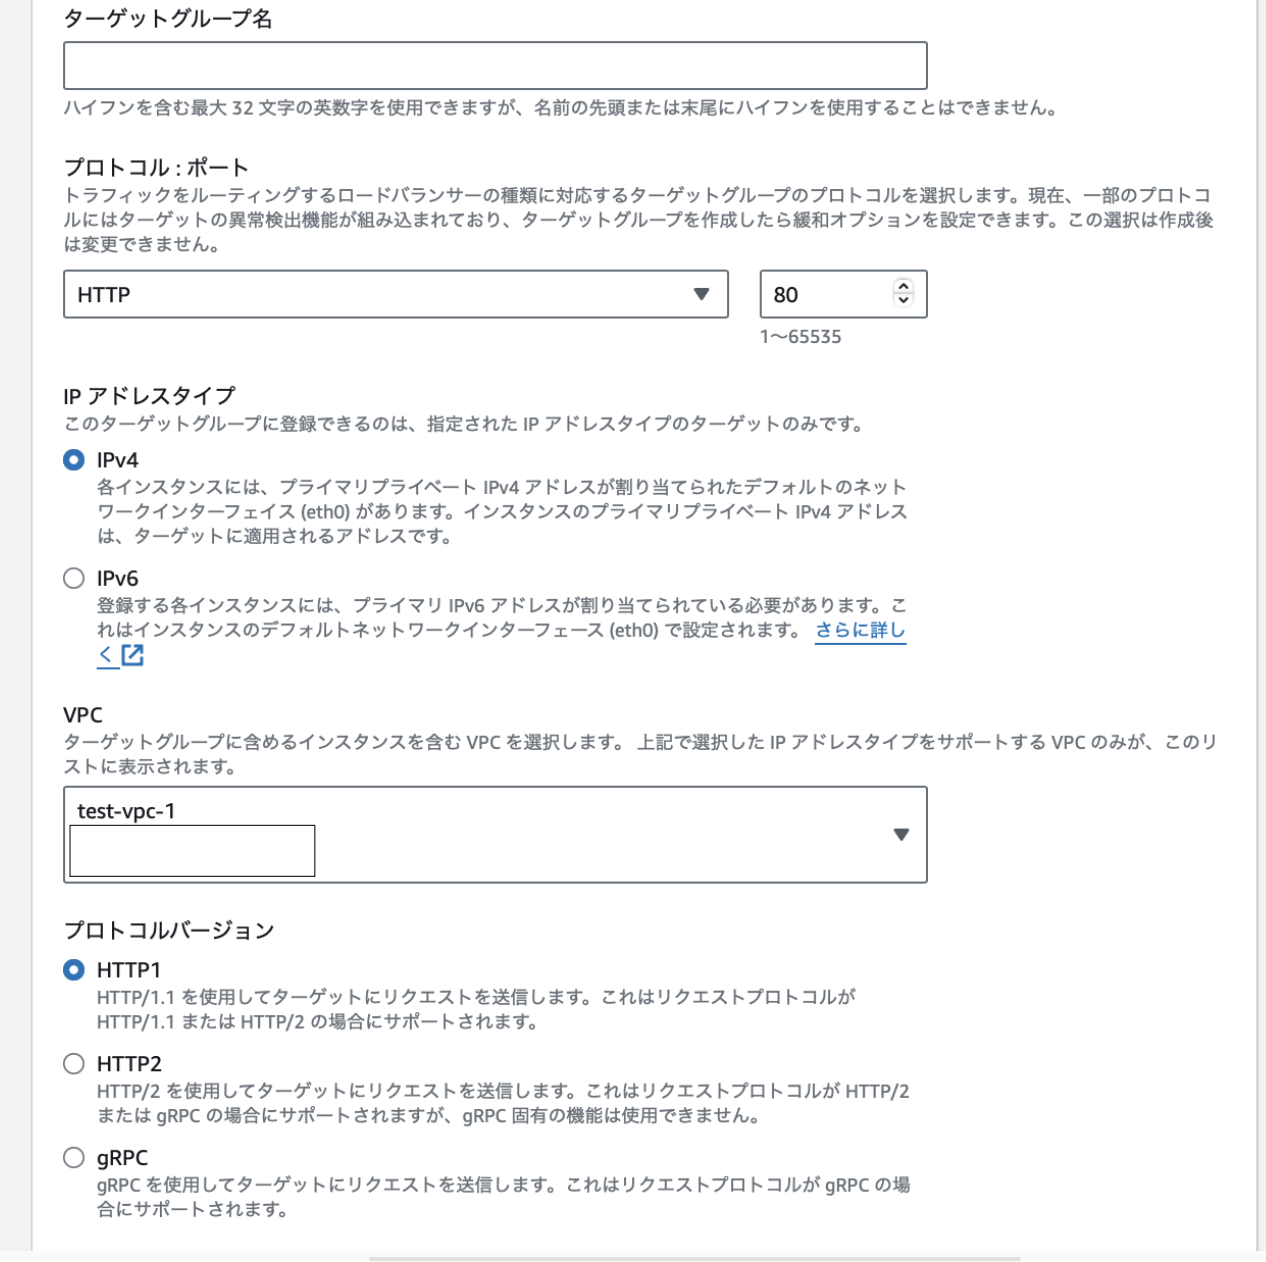 ターゲットグループ名
ハイフンを含む最大 32 文字の英数字を使用できますが、名前の先頭または末尾にハイフンを使用することはできません。
プロトコル : ポート
トラフィックをルーティングするロードバランサーの種類に対応するターゲットグループのプロトコルを選択します。現在、一部のプロトコ
ルにはターゲットの異常検出機能が組み込まれており、ターゲットグループを作成したら緩和オプションを設定できます。この選択は作成後
は変更できません。
HTTP
80
1〜65535
IP アドレスタイプ
このターゲットグループに登録できるのは、指定された IP アドレスタイプのターゲットのみです。
IPv4
各インスタンスには、プライマリプライベート IPv4 アドレスが割り当てられたデフォルトのネット
ワークインターフェイス (eth0) があります。インスタンスのプライマリプライベート IPv4 アドレス
は、ターゲットに適用されるアドレスです。
IPv6
登録する各インスタンスには、プライマリ IPv6 アドレスが割り当てられている必要があります。こ
れはインスタンスのデフォルトネットワークインターフェース (eth0) で設定されます。 さらに詳し
く
VPC
ターゲットグループに含めるインスタンスを含む VPC を選択します。 上記で選択した IP アドレスタイプをサポートする VPC のみが、このリ
ストに表示されます。
test-vpc-1
プロトコルバージョン
HTTP1
HTTP/1.1 を使用してターゲットにリクエストを送信します。これはリクエストプロトコルが
HTTP/1.1 または HTTP/2 の場合にサポートされます。
HTTP2
HTTP/2 を使用してターゲットにリクエストを送信します。これはリクエストプロトコルが HTTP/2
または gRPC の場合にサポートされますが、gRPC 固有の機能は使用できません。
gRPC
gRPC を使用してターゲットにリクエストを送信します。これはリクエストプロトコルが gRPC の場
合にサポートされます。